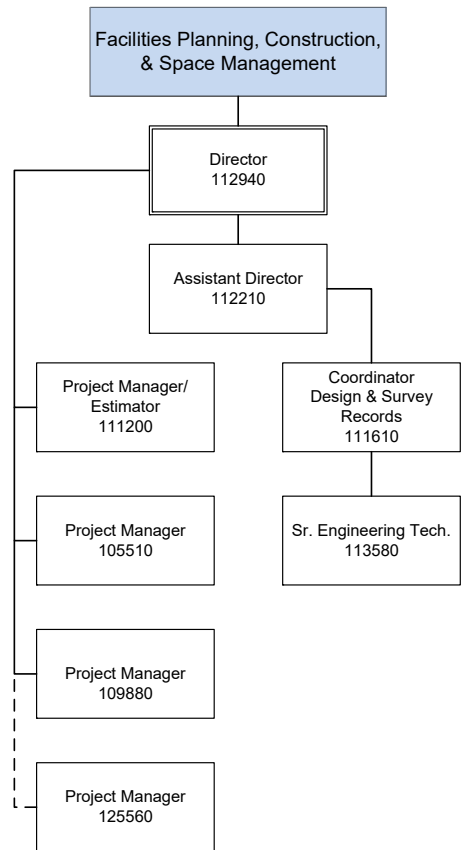 Facilities Planning, Construction,
& Space Management
Director
112940
Assistant Director
112210
Project Manager/
Estimator
111200
Coordinator
Design & Survey
Records
111610
Project Manager
105510
Sr. Engineering Tech.
113580
Project Manager
109880
Project Manager
125560